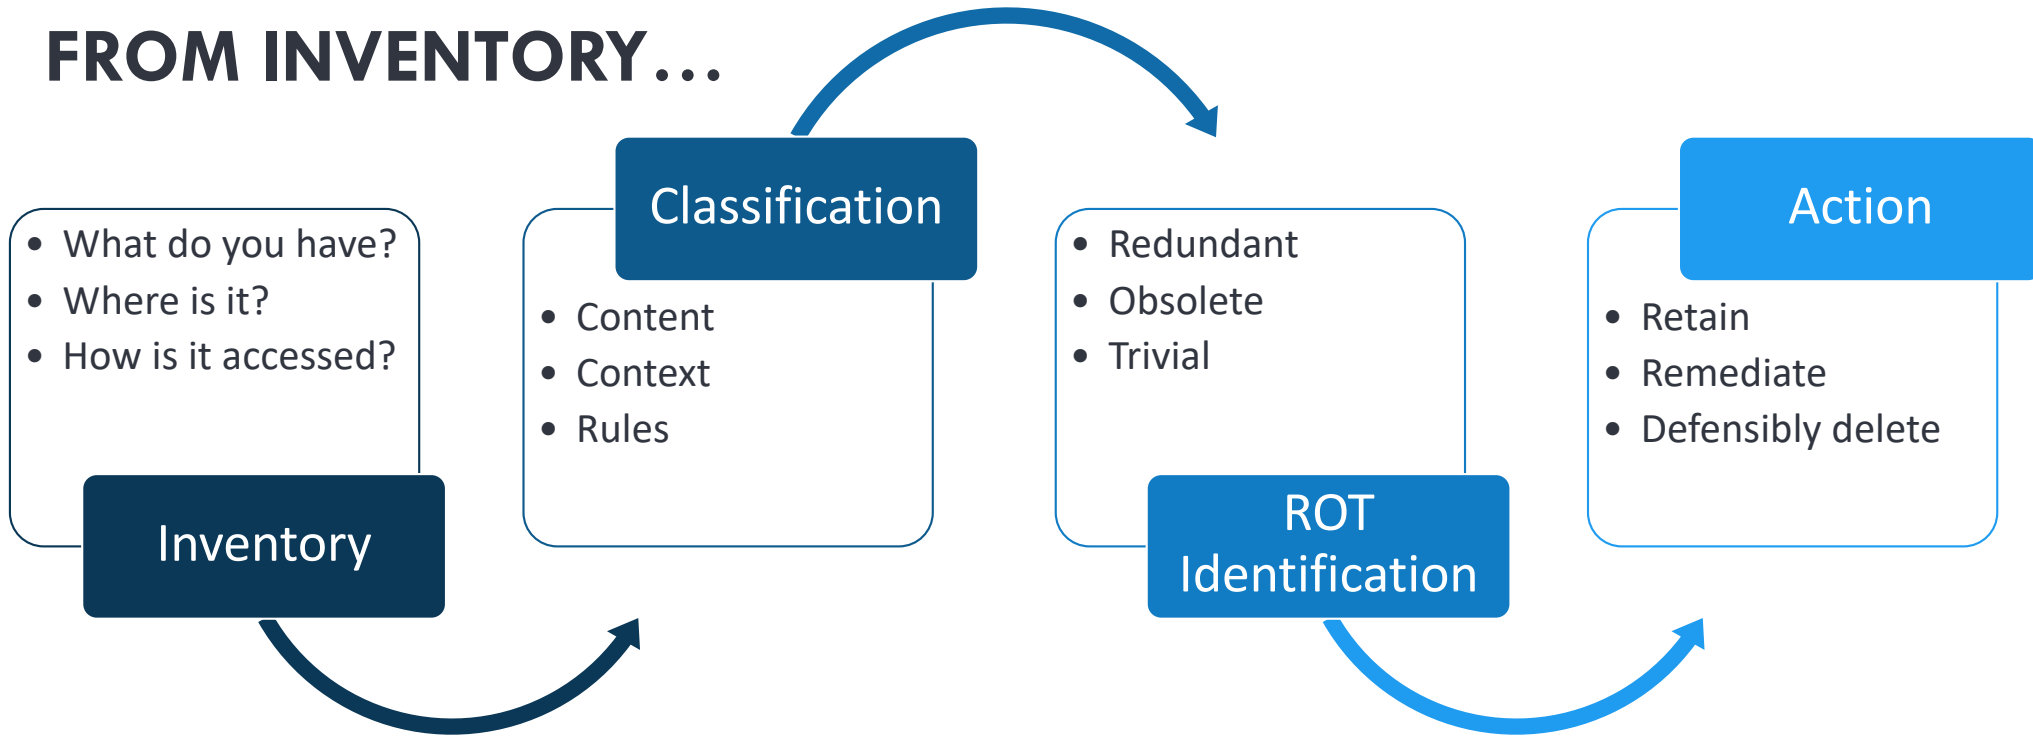 FROM INVENTORY...
• What do you have?
• Where is it?
• How is it accessed?
Inventory
Classification
• Content
• Context
• Rules
• Redundant
• Obsolete
• Trivial
ROT
Identification
Action
• Retain
• Remediate
• Defensibly delete